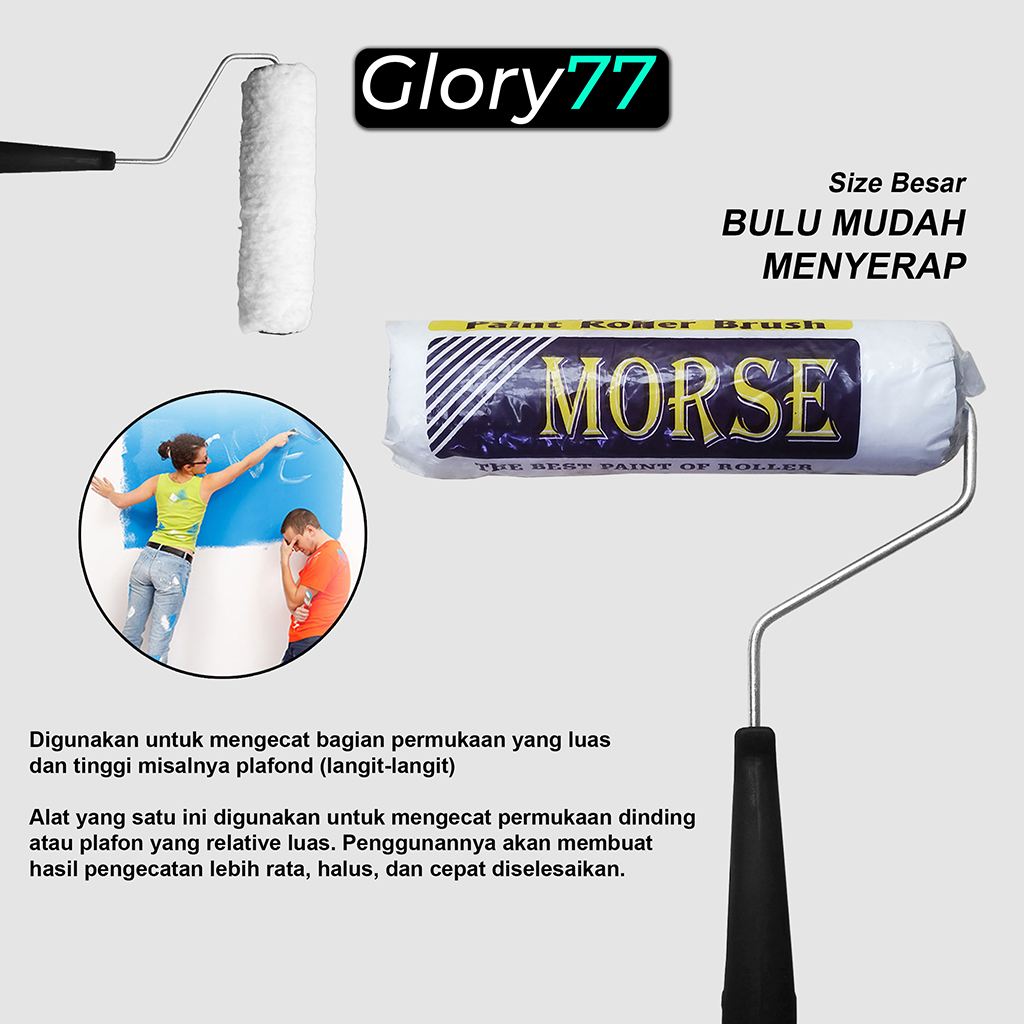 Glory77
Size Besar
BULU MUDAH
MENYERAP
Paint Roller Brush
MORSE
THE BEST PAINT OF ROLLER
Digunakan untuk mengecat bagian permukaan yang luas
dan tinggi misalnya plafond (langit-langit)
Alat yang satu ini digunakan untuk mengecat permukaan dinding
atau plafon yang relative luas. Penggunannya akan membuat
hasil pengecatan lebih rata, halus, dan cepat diselesaikan.